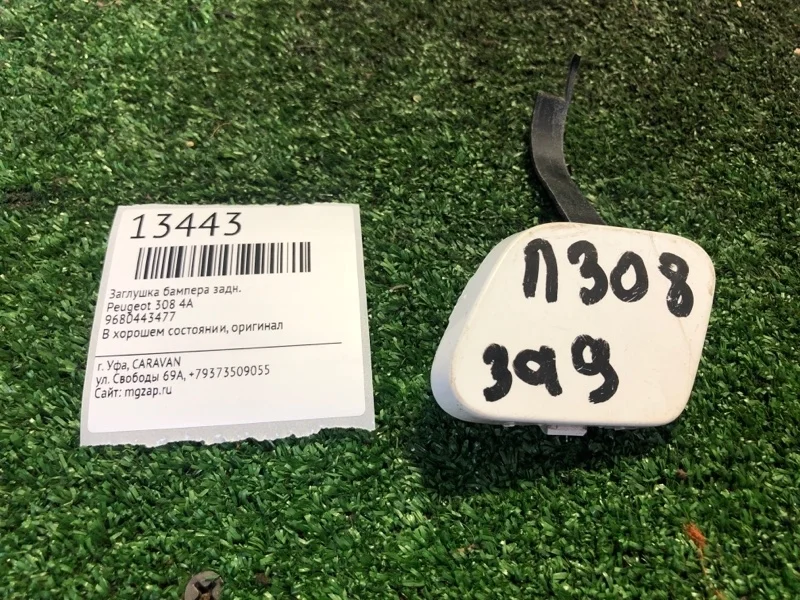 13443
Заглушка бампера задн.
Peugeot 308 4A
9680443477
В хорошем состоянии, оригинал
г. Уфа, CARAVAN
ул. Свободы 69А, +79373509055
Сайт: mgzap.ru
П308
зад